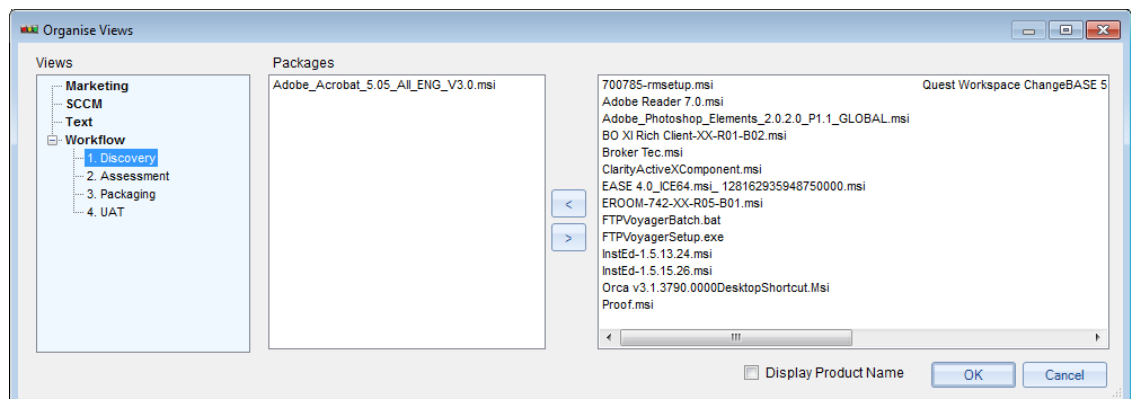 Organise Views
Views
Packages
Marketing
SCCM
Text
Workflow
1. Discovery
2. Assessment
3. Packaging
4. UAT
Adobe_Acrobat_5.05_All_ENG_V3.0.msi
<
>
700785-rmsetup.msi Quest Workspace ChangeBASE 5
Adobe Reader 7.0.msi
Adobe_Photoshop_Elements_2.0.2.0_P1.1_GLOBAL.msi
BO XI Rich Client-XX-R01-B02.msi
Broker Tec.msi
ClarityActiveXComponent.msi
EASE 4.0_ICE64.msi_ 128162935948750000.msi
EROOM-742-XX-R05-B01.msi
FTPVoyagerBatch.bat
FTPVoyagerSetup.exe
InstEd-1.5.13.24.msi
InstEd-1.5.15.26.msi
Orca v3.1.3790.0000DesktopShortcut.Msi
Proof.msi
Display Product Name
OK
Cancel